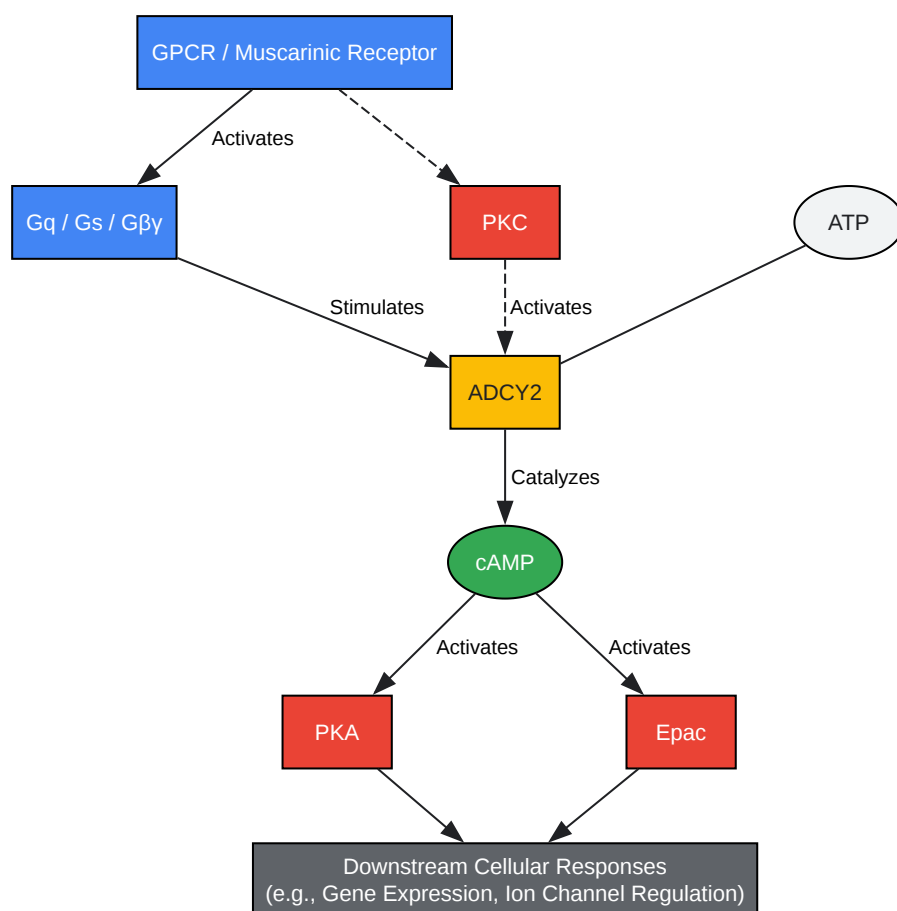 GPCR / Muscarinic Receptor
Activates
Gq / Gs / Gβγ
PKC
ATP
Stimulates
Activates
ADCY2
Catalyzes
cAMP
Activates
Activates
PKA
Epac
Downstream Cellular Responses
(e.g., Gene Expression, Ion Channel Regulation)